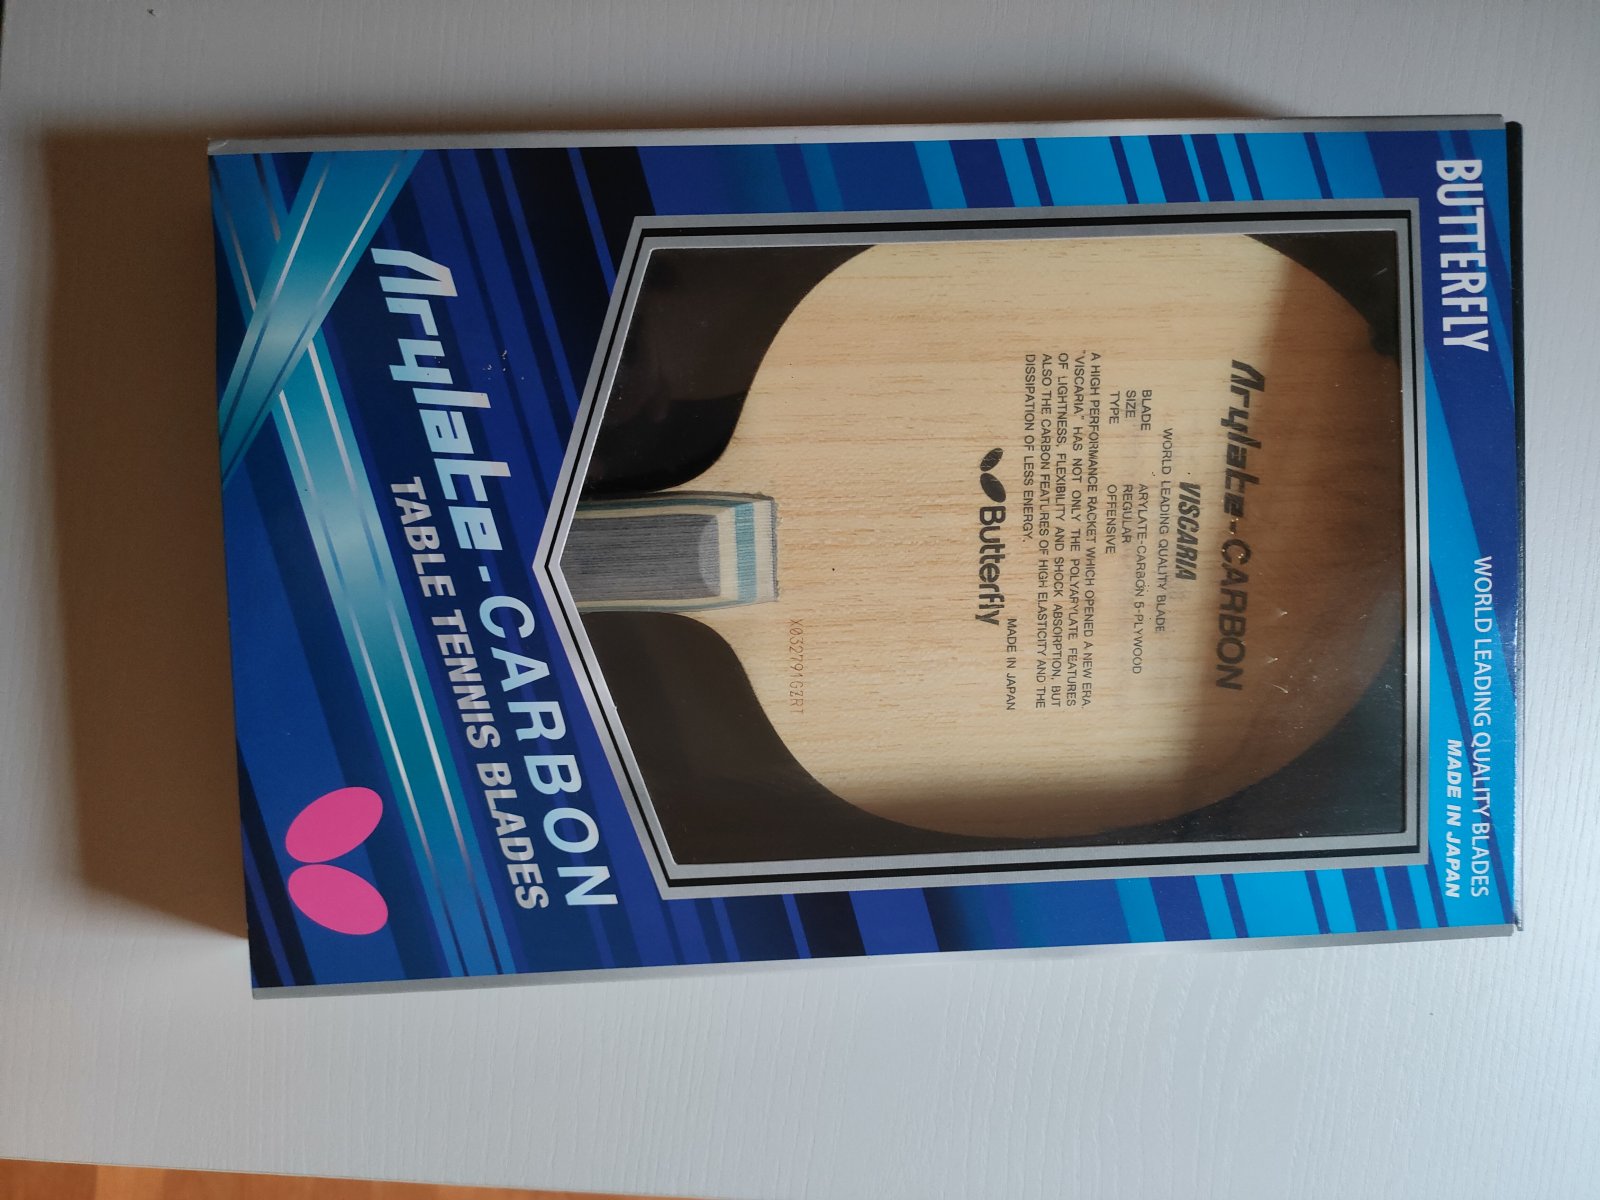 BUTTERFLY
WORLD LEADING QUALITY BLADES
MADE IN JAPAN
Arylate-CARBON
VISCARIA
WORLD LEADING QUALITY BLADE
BLADE ARYLATE-CARBON 5-PLYWOOD
SIZE REGULAR
TYPE OFFENSIVE
A HIGH PERFORMANCE RACKET WHICH OPENED A NEW ERA.
"VISCARIA" HAS NOT ONLY THE POLYARYLATE FEATURES
OF LIGHTNESS, FLEXIBILITY AND SHOCK ABSORPTION, BUT
ALSO THE CARBON FEATURES OF HIGH ELASTICITY AND THE
DISSIPATION OF LESS ENERGY.
MADE IN JAPAN
Butterfly
X032791GZRT
Arylate-CARBON
TABLE TENNIS BLADES